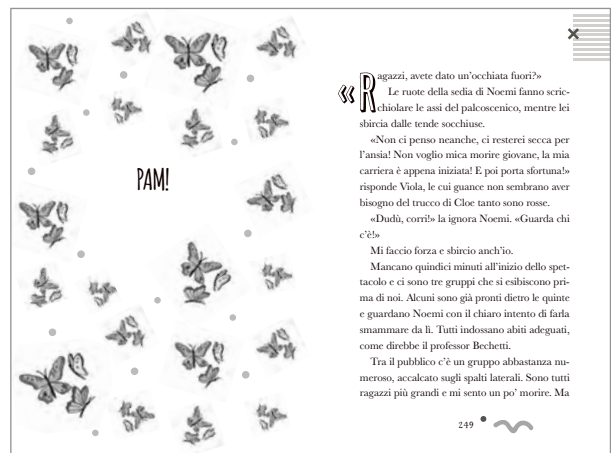 PAM!
«Ragazzi, avete dato un'occhiata fuori?»
Le ruote della sedia di Noemi fanno scric-
chiolare le assi del palcoscenico, mentre lei
sbircia dalle tende socchiuse.
«Non ci penso neanche, ci resterei secca per
l'ansia! Non voglio mica morire giovane, la mia
carriera è appena iniziata! E poi porta sfortuna!»
risponde Viola, le cui guance non sembrano aver
bisogno del trucco di Cloe tanto sono rosse.
«Dudù, corri!» la ignora Noemi. «Guarda chi
c'è!»
Mi faccio forza e sbircio anch'io.
Mancano quindici minuti all'inizio dello spet-
tacolo e ci sono tre gruppi che si esibiscono pri-
ma di noi. Alcuni sono già pronti dietro le quinte
e guardano Noemi con il chiaro intento di farla
smammare da lì. Tutti indossano abiti adeguati,
come direbbe il professor Bechetti.
Tra il pubblico c'è un gruppo abbastanza nu-
meroso, accalcato sugli spalti laterali. Sono tutti
ragazzi più grandi e mi sento un po' morire. Ma
249